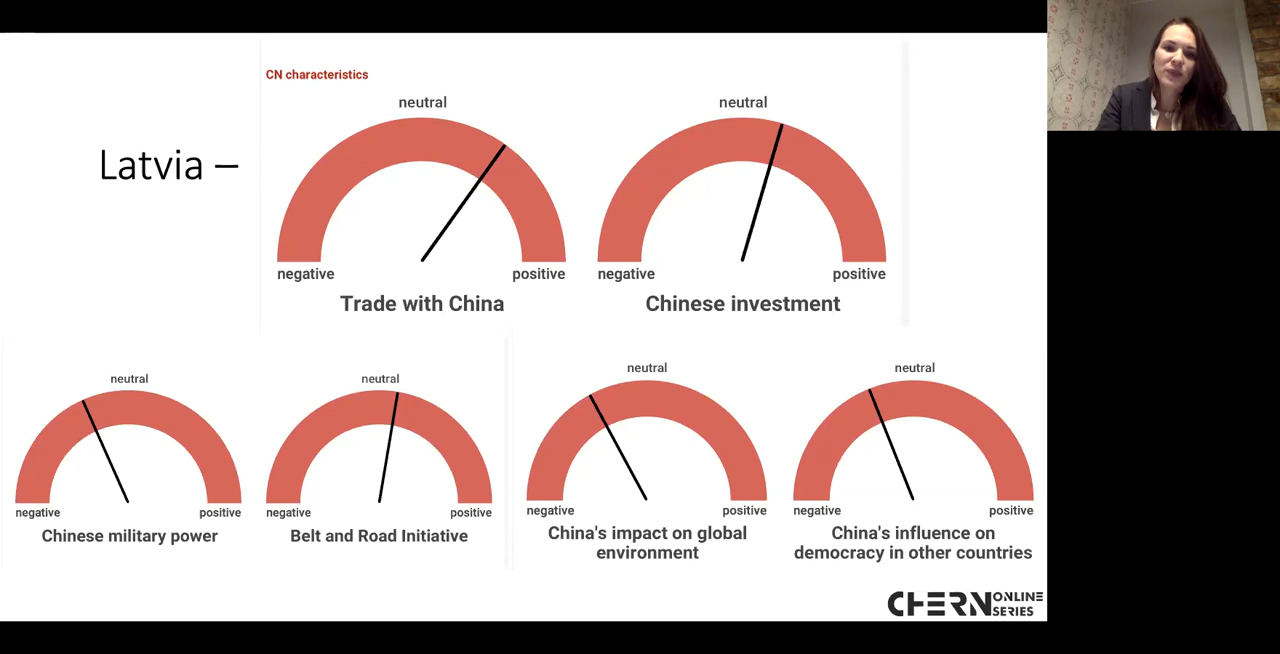 CN characteristics
Latvia –
neutral
neutral
negative
positive
negative
positive
Trade with China
Chinese investment
neutral
neutral
neutral
neutral
negative
positive
negative
positive
negative
positive
negative
positive
Chinese military power
Belt and Road Initiative
China's impact on global
environment
China's influence on
democracy in other countries
CHERN ONLINE
SERIES